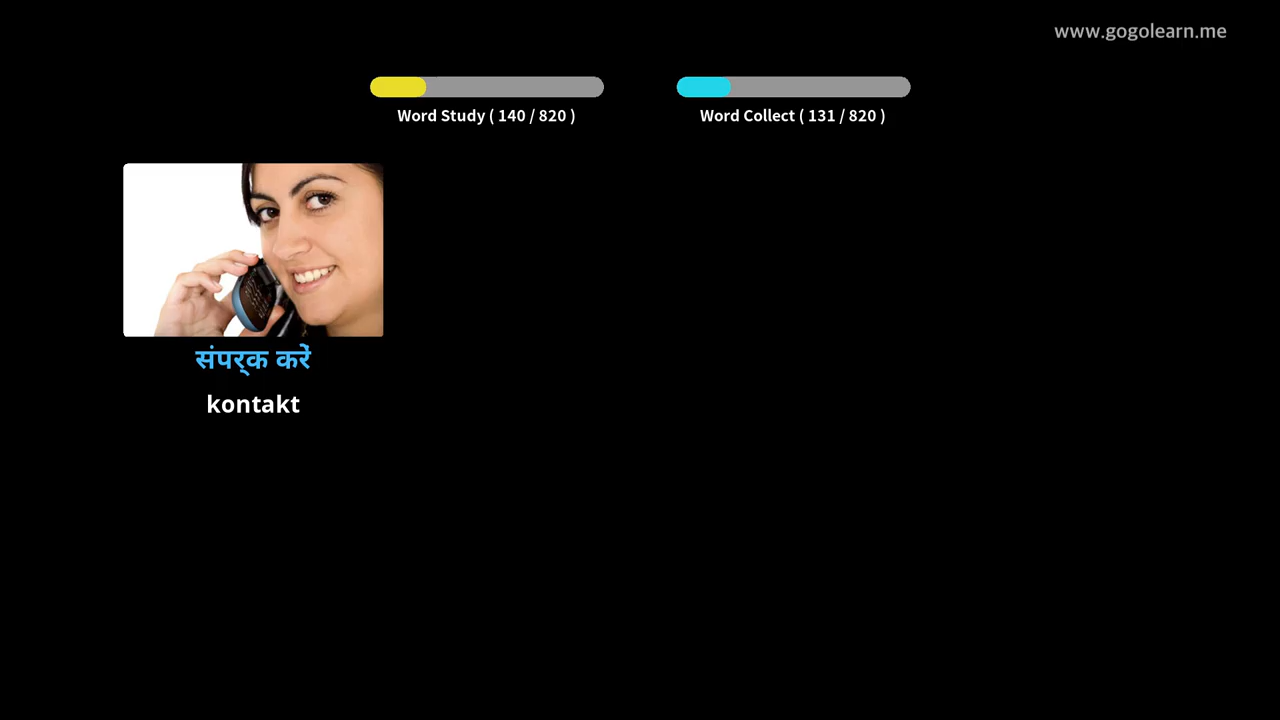 www.gogolearn.me
Word Study ( 140 / 820 )
Word Collect ( 131 / 820 )
संपर्क करें
kontakt